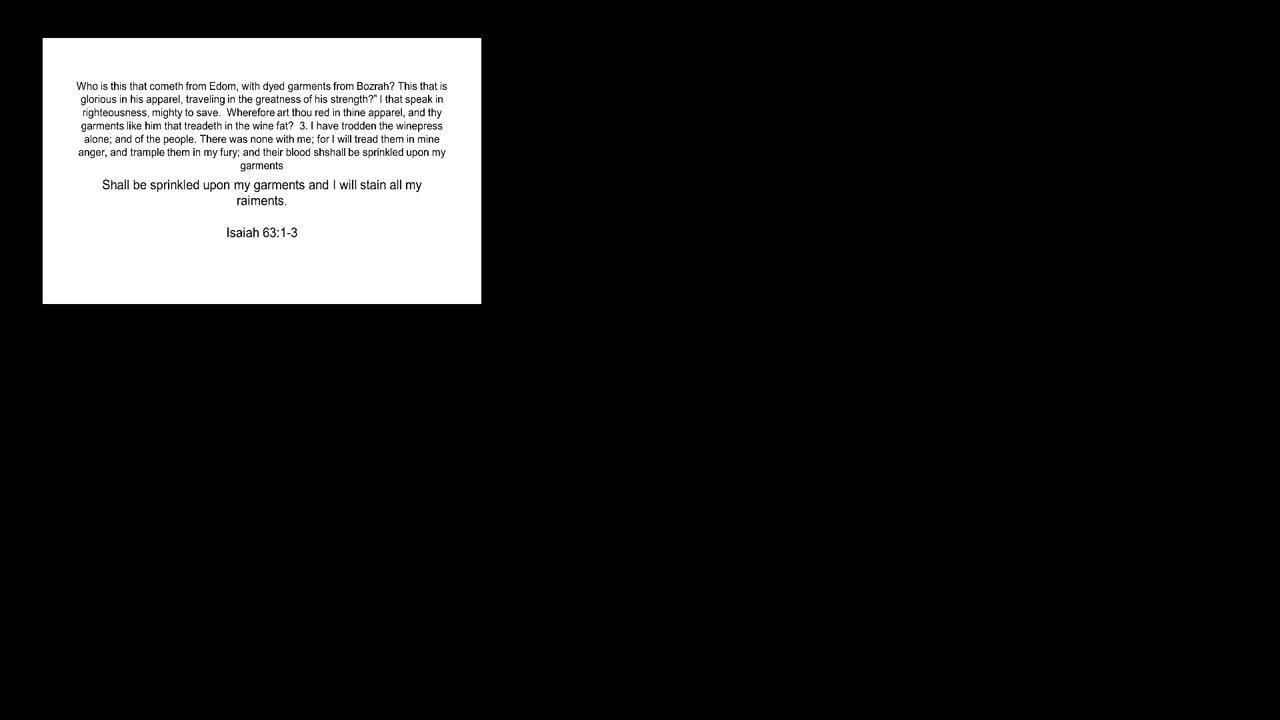 Who is this that cometh from Edom, with dyed garments from Bozrah? This that is
glorious in his apparel, traveling in the greatness of his strength?" I that speak in
righteousness, mighty to save.  Wherefore art thou red in thine apparel, and thy
garments like him that treadeth in the wine fat?  3. I have trodden the winepress
alone; and of the people. There was none with me; for I will tread them in mine
anger, and trample them in my fury; and their blood shshall be sprinkled upon my
garments
Shall be sprinkled upon my garments and I will stain all my
raiments.
Isaiah 63:1-3